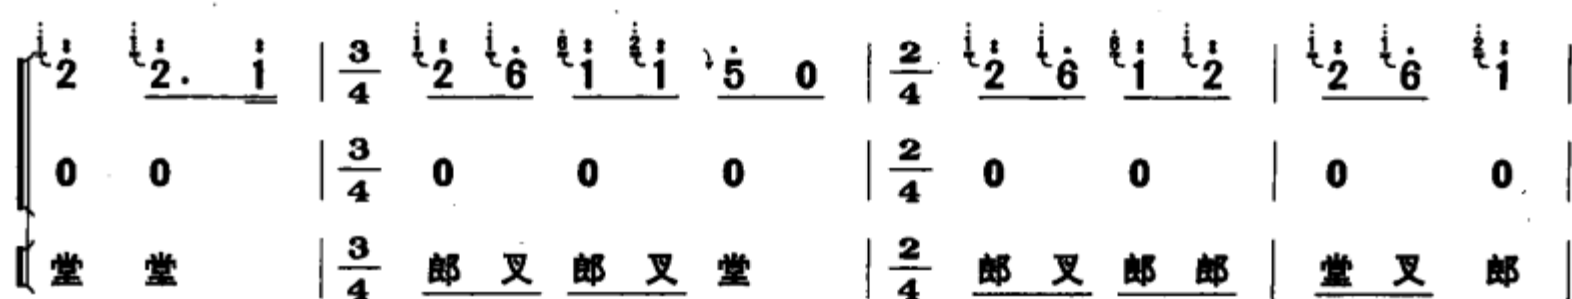 2 2. 1 | 3/4 2 6 1 1 5 0 | 2/4 2 6 1 2 | 2 6 1 |
0 0 | 3/4 0 0 0 | 2/4 0 0 | 0 0 |
堂 堂 | 3/4 郎 叉 郎 叉 堂 | 2/4 郎 叉 郎 郎 | 堂 叉 郎 |